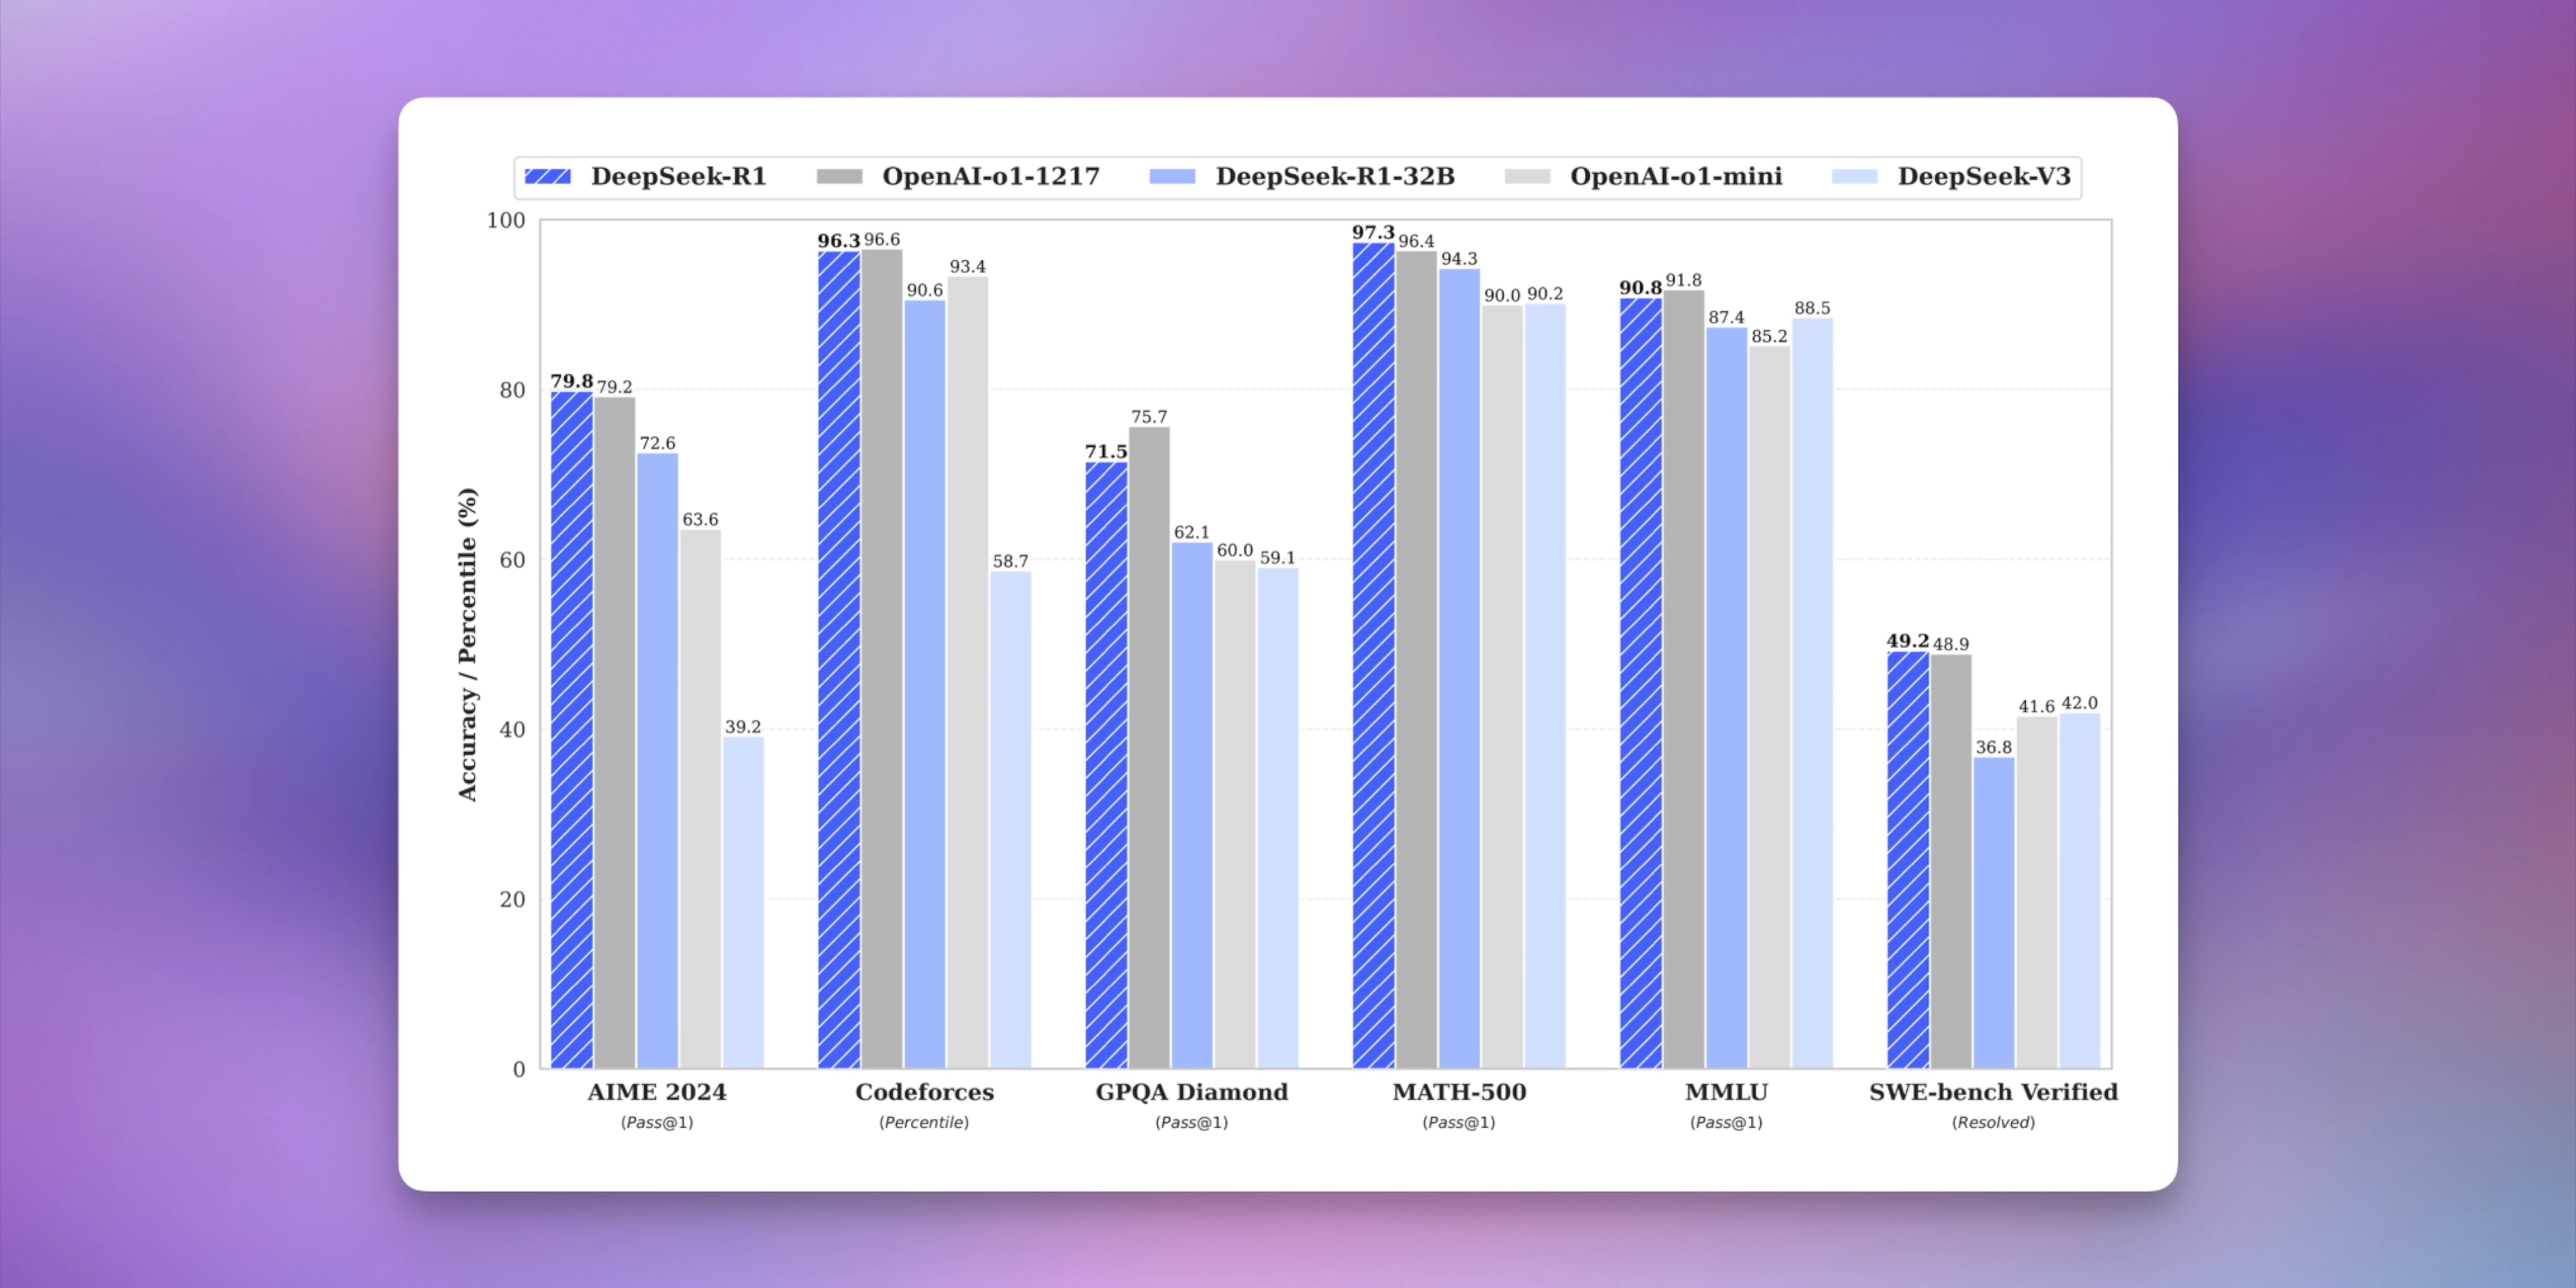 DeepSeek-R1 OpenAI-o1-1217 DeepSeek-R1-32B OpenAI-o1-mini DeepSeek-V3
Accuracy / Percentile (%)
100
80
60
40
20
0
79.8 79.2 72.6 63.6 39.2
96.3 96.6 90.6 93.4 58.7
71.5 75.7 62.1 60.0 59.1
97.3 96.4 94.3 90.0 90.2
90.8 91.8 87.4 85.2 88.5
49.2 48.9 36.8 41.6 42.0
AIME 2024
(Pass@1)
Codeforces
(Percentile)
GPQA Diamond
(Pass@1)
MATH-500
(Pass@1)
MMLU
(Pass@1)
SWE-bench Verified
(Resolved)